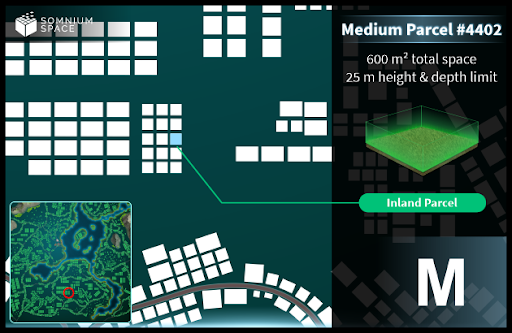 SOMNIUM
SPACE
Medium Parcel #4402
600 m² total space
25 m height & depth limit
Inland Parcel
M